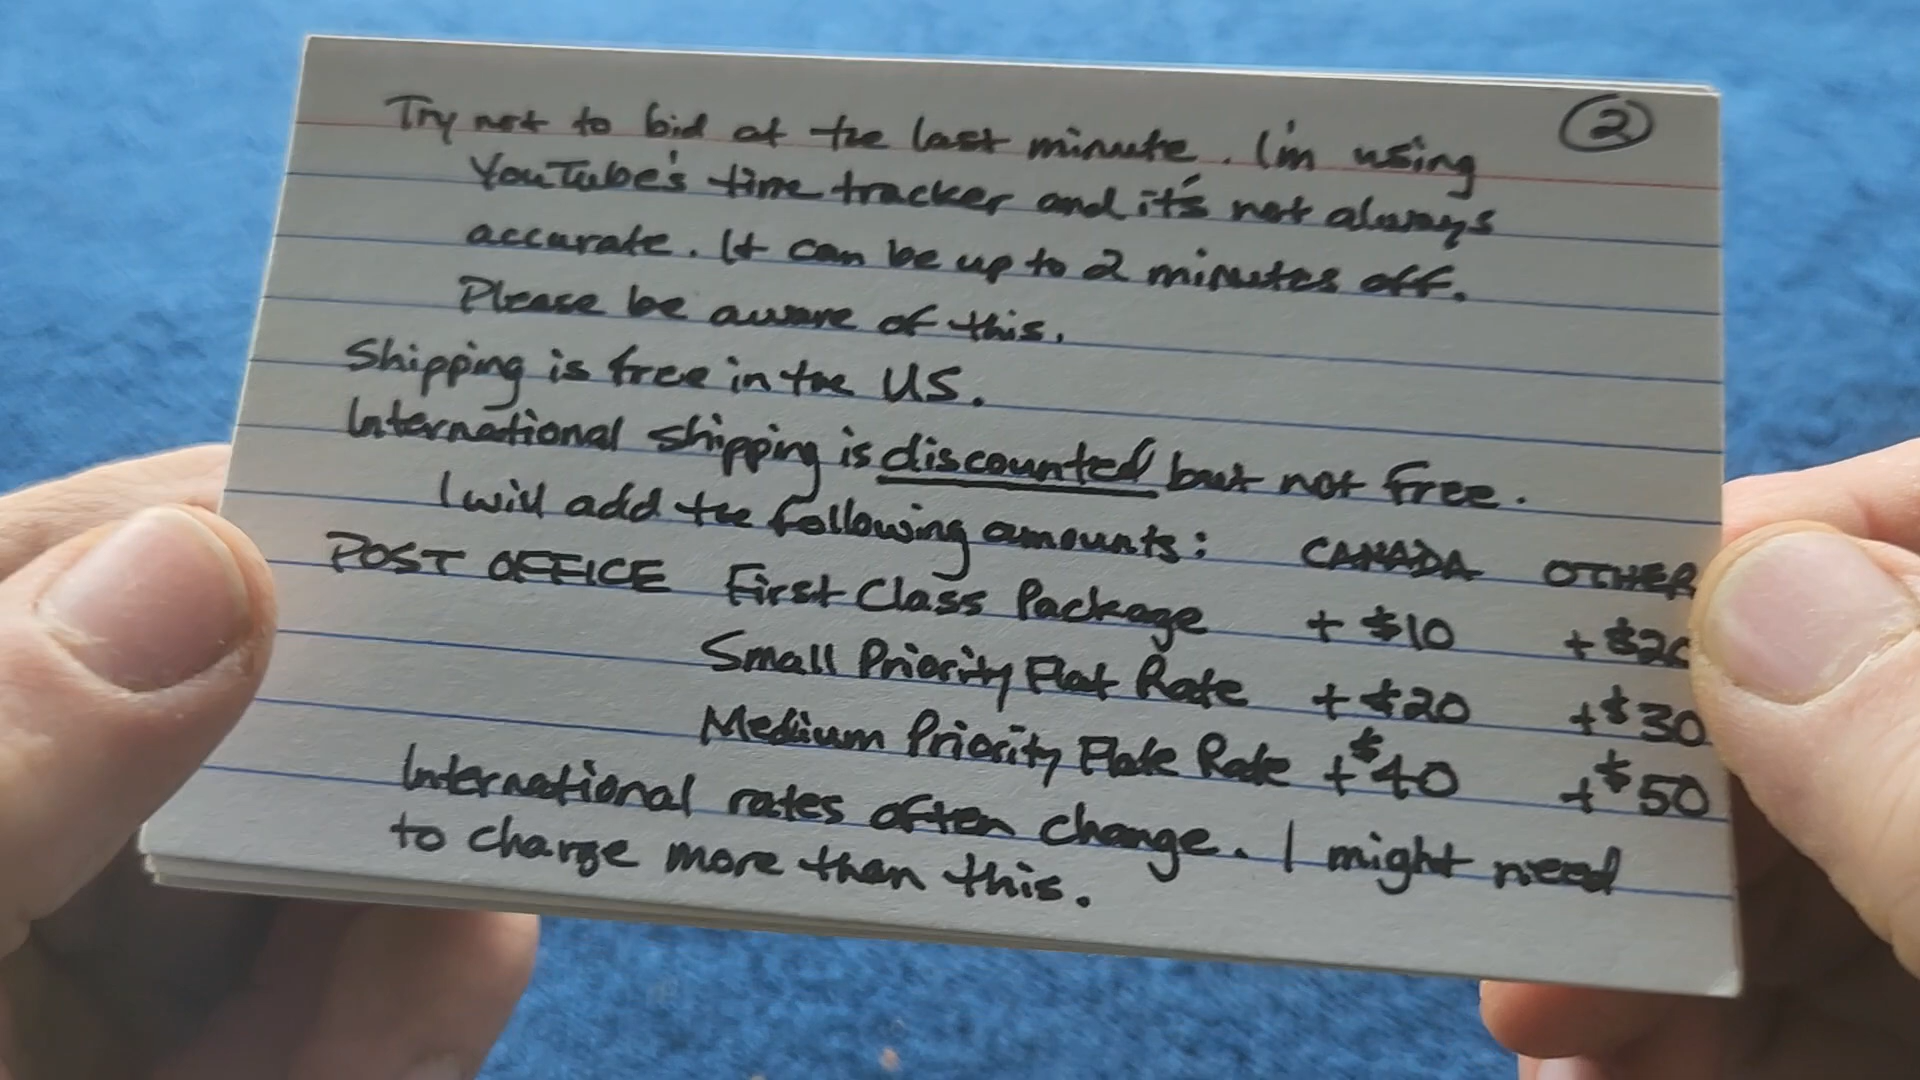 2
Try not to bid at the last minute. I'm using
YouTube's time tracker and it's not always
accurate. It can be up to 2 minutes off.
Please be aware of this.
Shipping is free in the US.
International shipping is discounted but not free.
I will add the following amounts: CANADA OTHER
POST OFFICE First Class Package +$10 +$20
Small Priority Flat Rate +$20 +$30
Medium Priority Flate Rate +$40 +$50
International rates often change. I might need
to charge more than this.